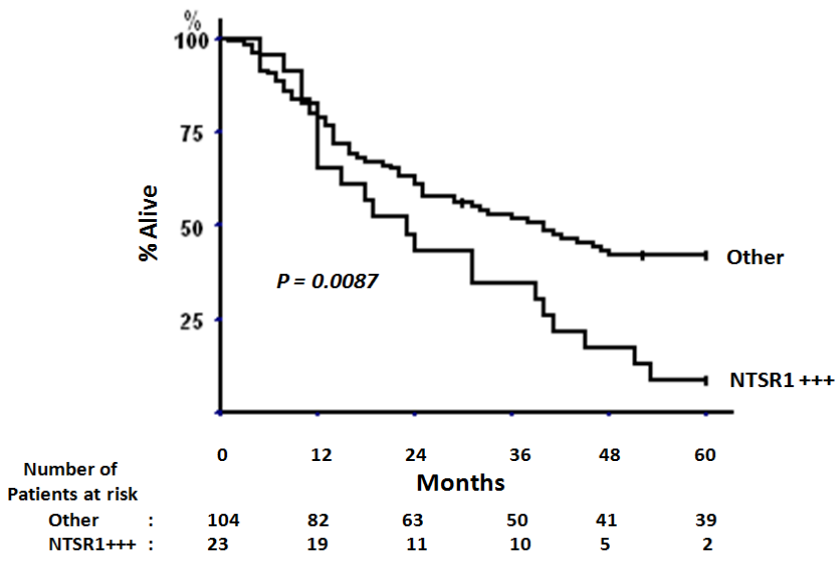 %
100
75
50
25
% Alive
P = 0.0087
Other
NTSR1 +++
0 12 24 36 48 60
Months
Number of
Patients at risk
Other : 104 82 63 50 41 39
NTSR1+++ : 23 19 11 10 5 2